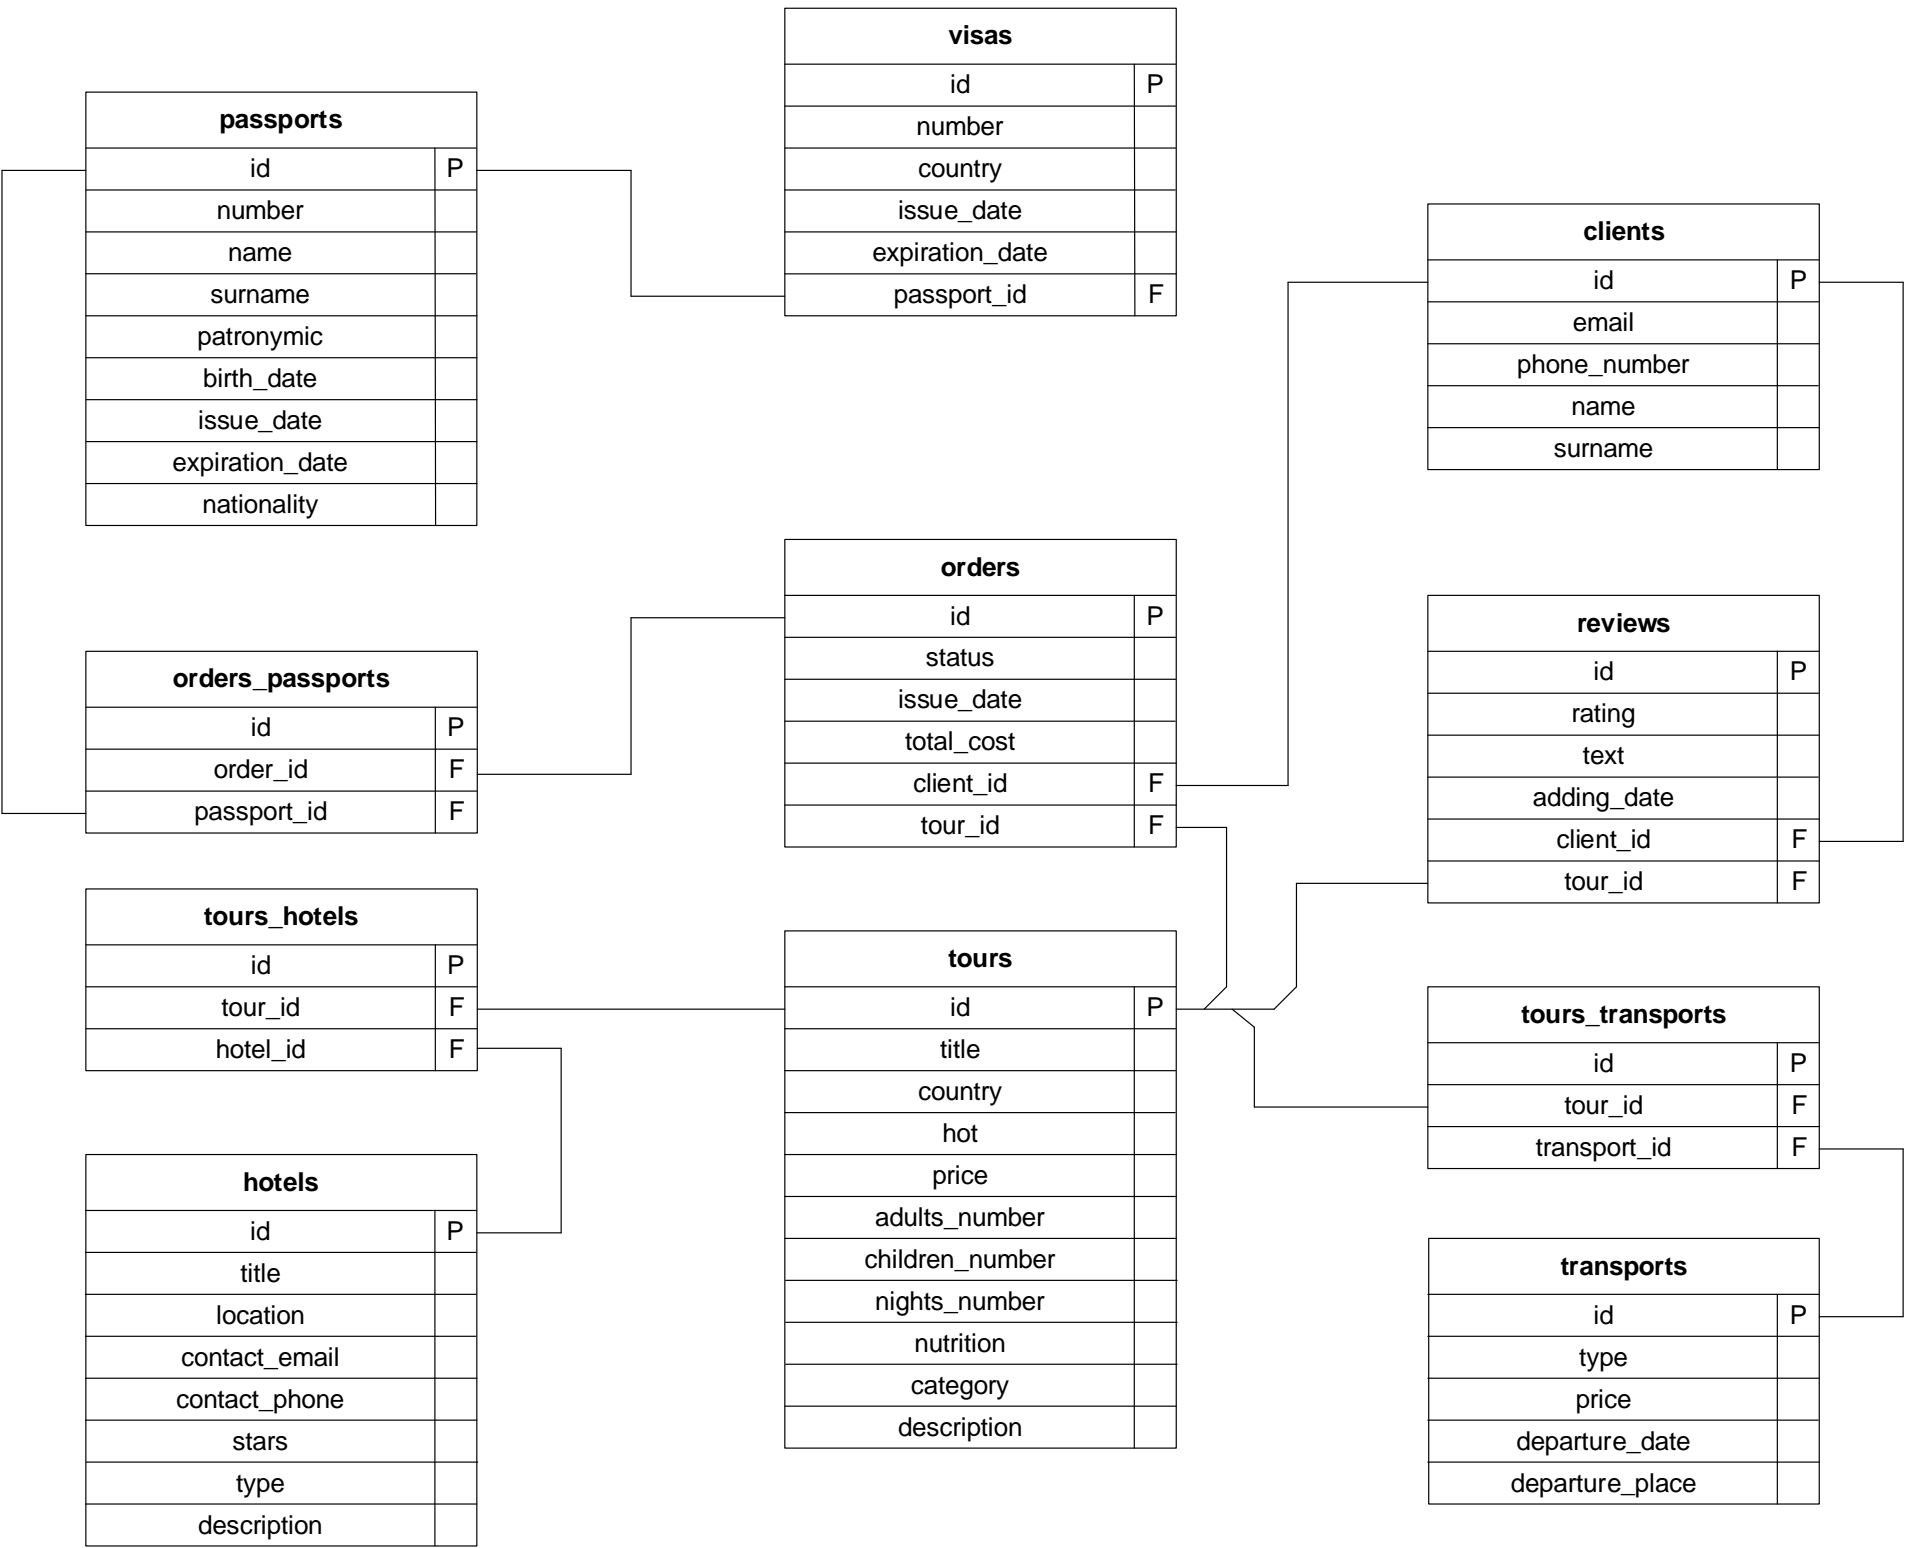 visas
id P
number
country
issue_date
expiration_date
passport_id F
passports
id P
number
name
surname
patronymic
birth_date
issue_date
expiration_date
nationality
clients
id P
email
phone_number
name
surname
orders
id P
status
issue_date
total_cost
client_id F
tour_id F
reviews
id P
rating
text
adding_date
client_id F
tour_id F
orders_passports
id P
order_id F
passport_id F
tours_hotels
id P
tour_id F
hotel_id F
tours
id P
title
country
hot
price
adults_number
children_number
nights_number
nutrition
category
description
tours_transports
id P
tour_id F
transport_id F
hotels
id P
title
location
contact_email
contact_phone
stars
type
description
transports
id P
type
price
departure_date
departure_place